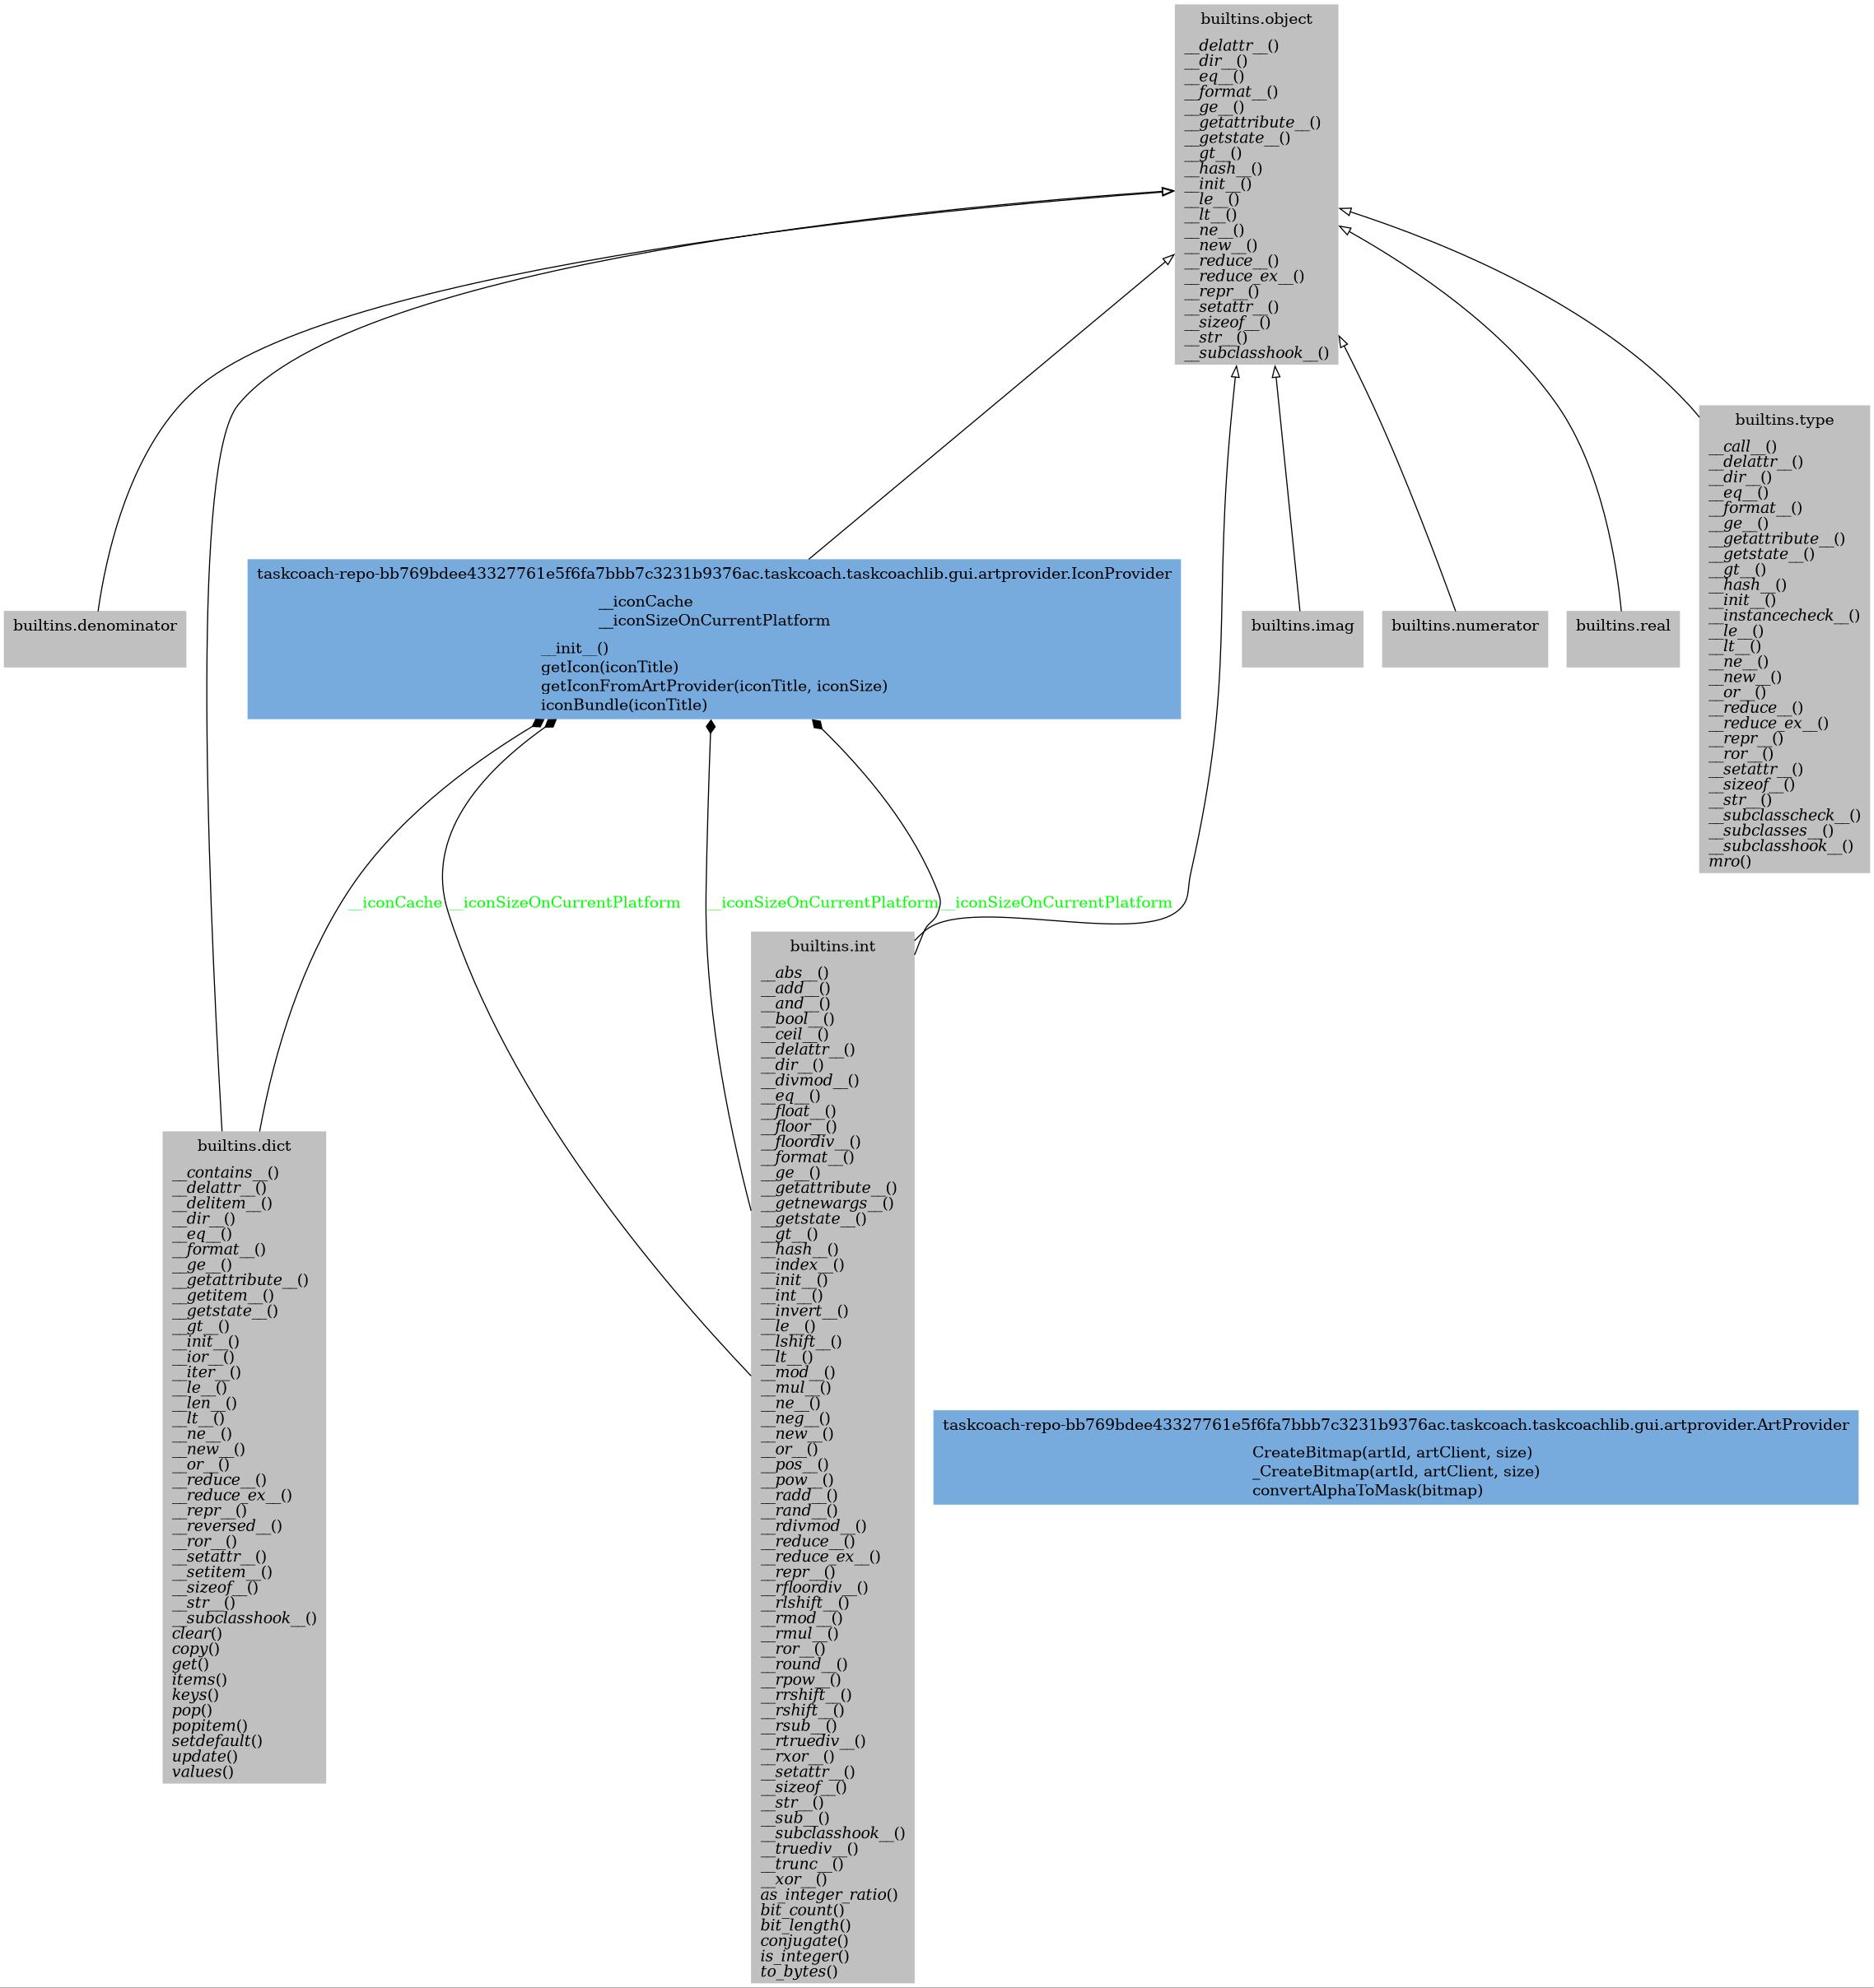 builtins.object
__delattr__()
__dir__()
__eq__()
__format__()
__ge__()
__getattribute__()
__getstate__()
__gt__()
__hash__()
__init__()
__le__()
__lt__()
__ne__()
__new__()
__reduce__()
__reduce_ex__()
__repr__()
__setattr__()
__sizeof__()
__str__()
__subclasshook__()
builtins.denominator
taskcoach-repo-bb769bdee43327761e5f6fa7bbb7c3231b9376ac.taskcoach.taskcoachlib.gui.artprovider.IconProvider
__iconCache
__iconSizeOnCurrentPlatform
__init__()
getIcon(iconTitle)
getIconFromArtProvider(iconTitle, iconSize)
iconBundle(iconTitle)
builtins.imag
builtins.numerator
builtins.real
builtins.type
__call__()
__delattr__()
__dir__()
__eq__()
__format__()
__ge__()
__getattribute__()
__getstate__()
__gt__()
__hash__()
__init__()
__instancecheck__()
__le__()
__lt__()
__ne__()
__new__()
__or__()
__reduce__()
__reduce_ex__()
__repr__()
__ror__()
__setattr__()
__sizeof__()
__str__()
__subclasscheck__()
__subclasses__()
__subclasshook__()
mro()
__iconCache
__iconSizeOnCurrentPlatform
__iconSizeOnCurrentPlatform
__iconSizeOnCurrentPlatform
builtins.dict
__contains__()
__delattr__()
__delitem__()
__dir__()
__eq__()
__format__()
__ge__()
__getattribute__()
__getitem__()
__getstate__()
__gt__()
__init__()
__ior__()
__iter__()
__le__()
__len__()
__lt__()
__ne__()
__new__()
__or__()
__reduce__()
__reduce_ex__()
__repr__()
__reversed__()
__ror__()
__setattr__()
__setitem__()
__sizeof__()
__str__()
__subclasshook__()
clear()
copy()
get()
items()
keys()
pop()
popitem()
setdefault()
update()
values()
builtins.int
__abs__()
__add__()
__and__()
__bool__()
__ceil__()
__delattr__()
__dir__()
__divmod__()
__eq__()
__float__()
__floor__()
__floordiv__()
__format__()
__ge__()
__getattribute__()
__getnewargs__()
__getstate__()
__gt__()
__hash__()
__index__()
__init__()
__int__()
__invert__()
__le__()
__lshift__()
__lt__()
__mod__()
__mul__()
__ne__()
__neg__()
__new__()
__or__()
__pos__()
__pow__()
__radd__()
__rand__()
__rdivmod__()
__reduce__()
__reduce_ex__()
__repr__()
__rfloordiv__()
__rlshift__()
__rmod__()
__rmul__()
__ror__()
__round__()
__rpow__()
__rrshift__()
__rshift__()
__rsub__()
__rtruediv__()
__rxor__()
__setattr__()
__sizeof__()
__str__()
__sub__()
__subclasshook__()
__truediv__()
__trunc__()
__xor__()
as_integer_ratio()
bit_count()
bit_length()
conjugate()
is_integer()
to_bytes()
taskcoach-repo-bb769bdee43327761e5f6fa7bbb7c3231b9376ac.taskcoach.taskcoachlib.gui.artprovider.ArtProvider
CreateBitmap(artId, artClient, size)
_CreateBitmap(artId, artClient, size)
convertAlphaToMask(bitmap)